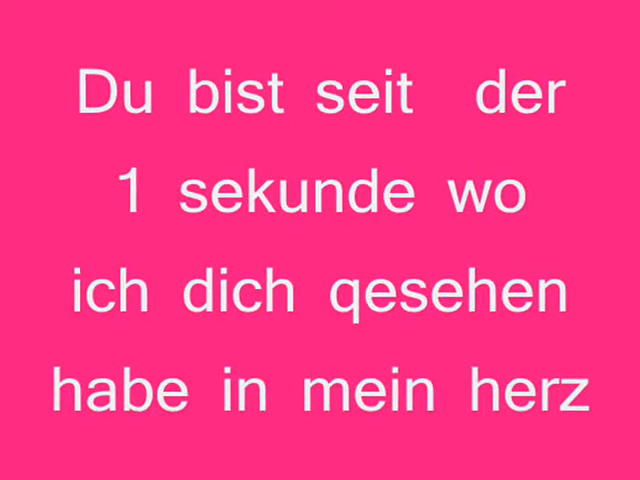 Du bist seit der
1 sekunde wo
ich dich qesehen
habe in mein herz